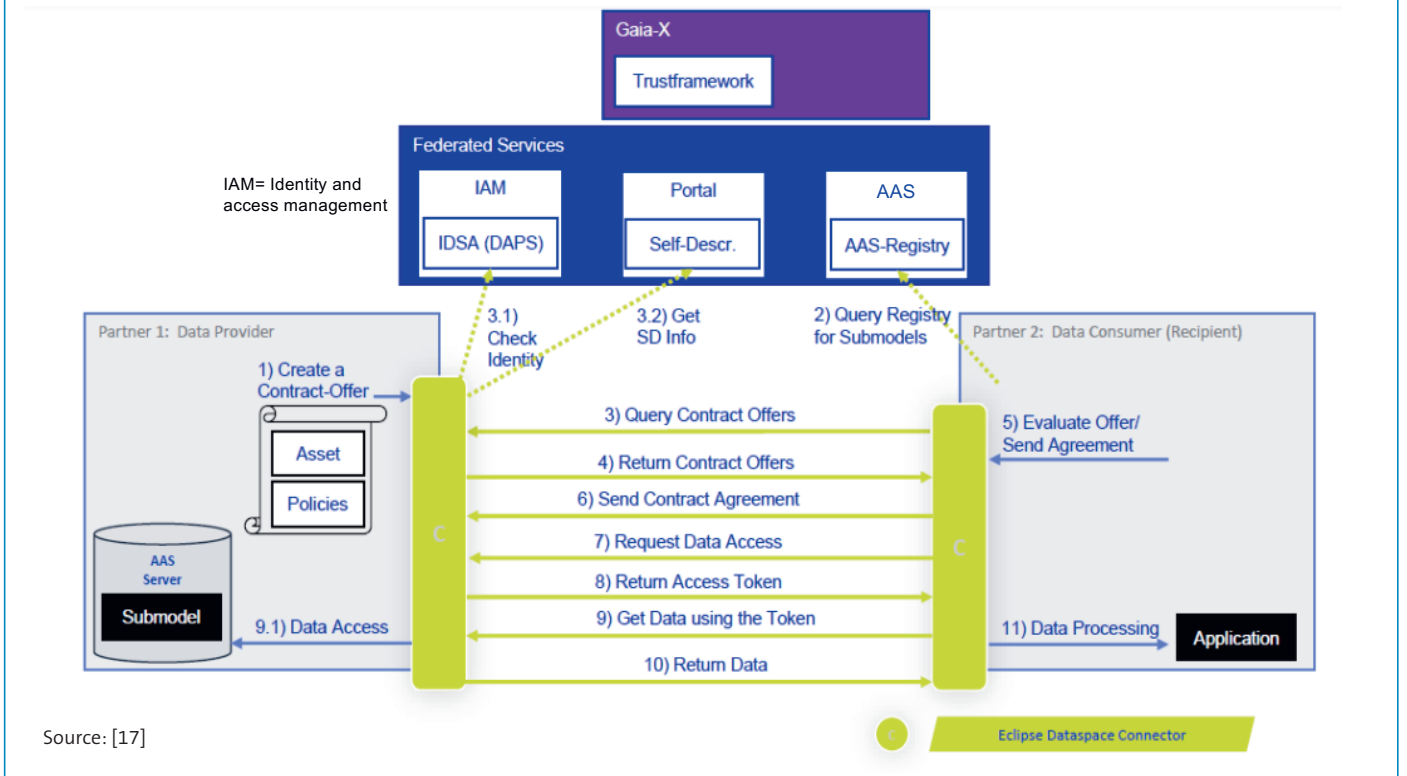 Gaia-X
Trustframework
Federated Services
IAM= Identity and
access management
IAM
IDSA (DAPS)
Portal
Self-Descr.
AAS
AAS-Registry
3.1)
Check
Identity
3.2) Get
SD Info
2) Query Registry
for Submodels
Partner 1: Data Provider
1) Create a
Contract-Offer
Asset
Policies
AAS
Server
Submodel
9.1) Data Access
C
3) Query Contract Offers
4) Return Contract Offers
6) Send Contract Agreement
7) Request Data Access
8) Return Access Token
9) Get Data using the Token
10) Return Data
C
Partner 2: Data Consumer (Recipient)
5) Evaluate Offer/
Send Agreement
11) Data Processing
Application
Source: [17]
C
Eclipse Dataspace Connector